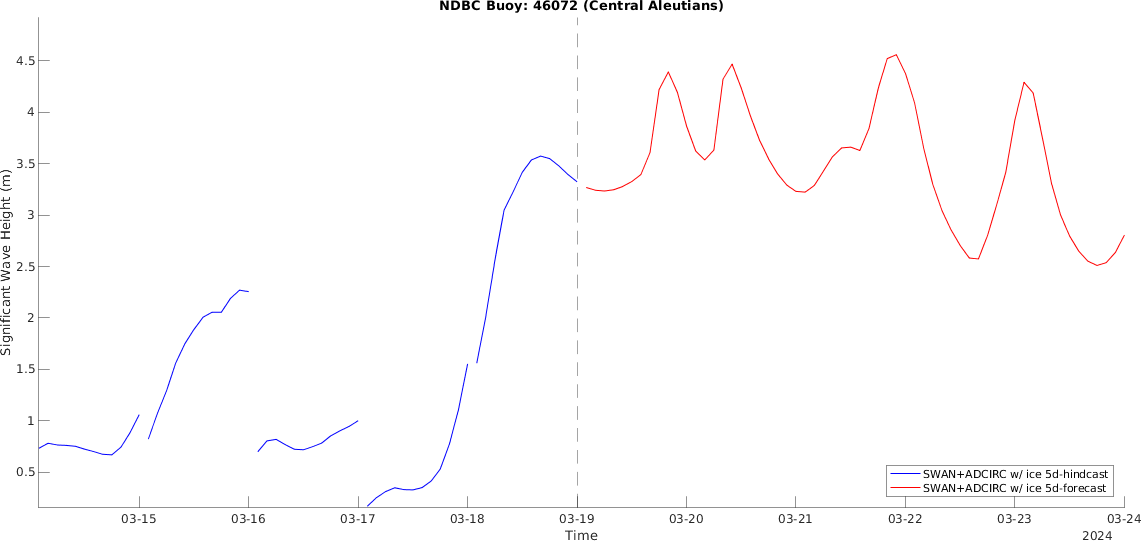 NDBC Buoy: 46072 (Central Aleutians)
Significant Wave Height (m)
4.5
4
3.5
3
2.5
2
1.5
1
0.5
SWAN+ADCIRC w/ ice 5d-hindcast
SWAN+ADCIRC w/ ice 5d-forecast
03-15 03-16 03-17 03-18 03-19 03-20 03-21 03-22 03-23 03-24
Time
2024